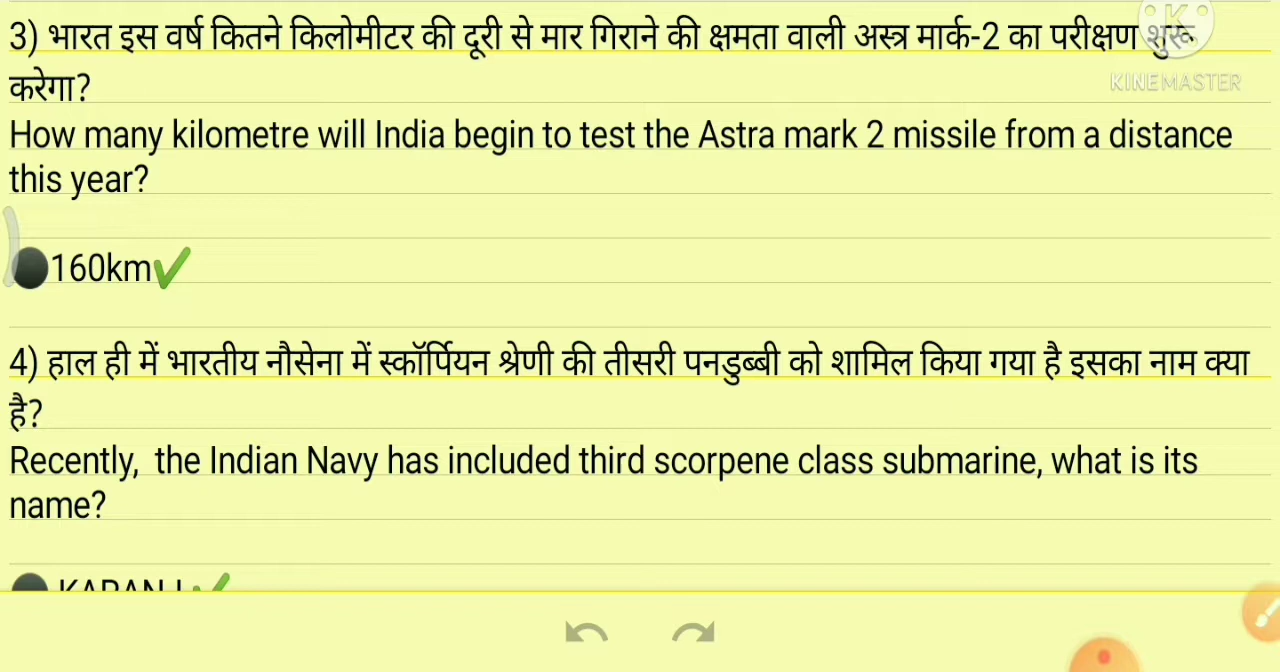 3) भारत इस वर्ष कितने किलोमीटर की दूरी से मार गिराने की क्षमता वाली अस्त्र मार्क-2 का परीक्षण शुरू
करेगा?
KINEMASTER
How many kilometre will India begin to test the Astra mark 2 missile from a distance
this year?
160km
4) हाल ही में भारतीय नौसेना में स्कॉर्पियन श्रेणी की तीसरी पनडुब्बी को शामिल किया गया है इसका नाम क्या
है?
Recently, the Indian Navy has included third scorpene class submarine, what is its
name?